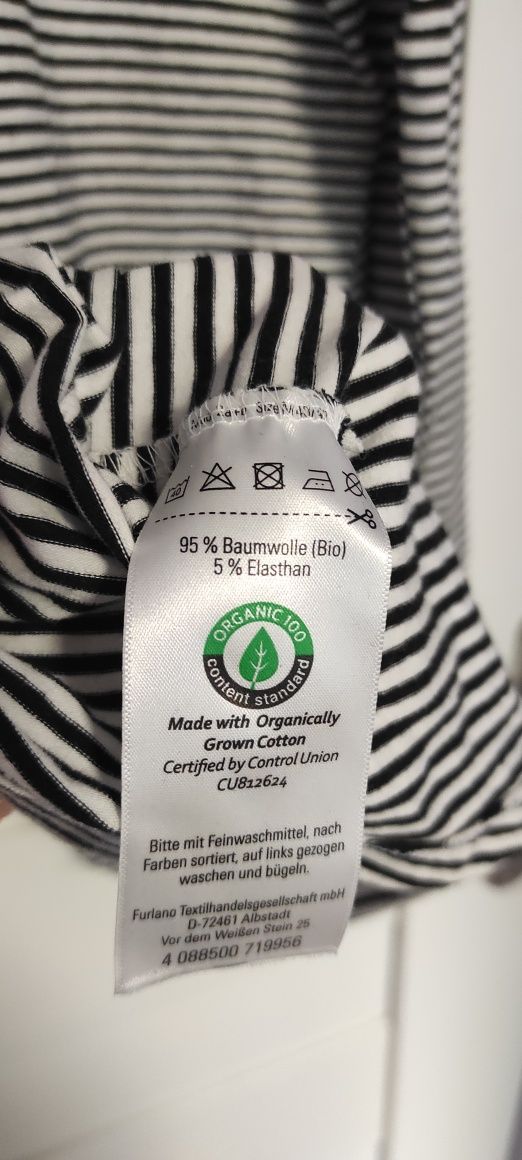 40
95 % Baumwolle (Bio)
5 % Elasthan
ORGANIC 100
content standard
Made with Organically
Grown Cotton
Certified by Control Union
CU812624
Bitte mit Feinwaschmittel, nach
Farben sortiert, auf links gezogen
waschen und bügeln.
Furlano Textilhandelsgesellschaft mbH
D-72461 Albstadt
Vor dem Weißen Stein 25
4 088500 719956